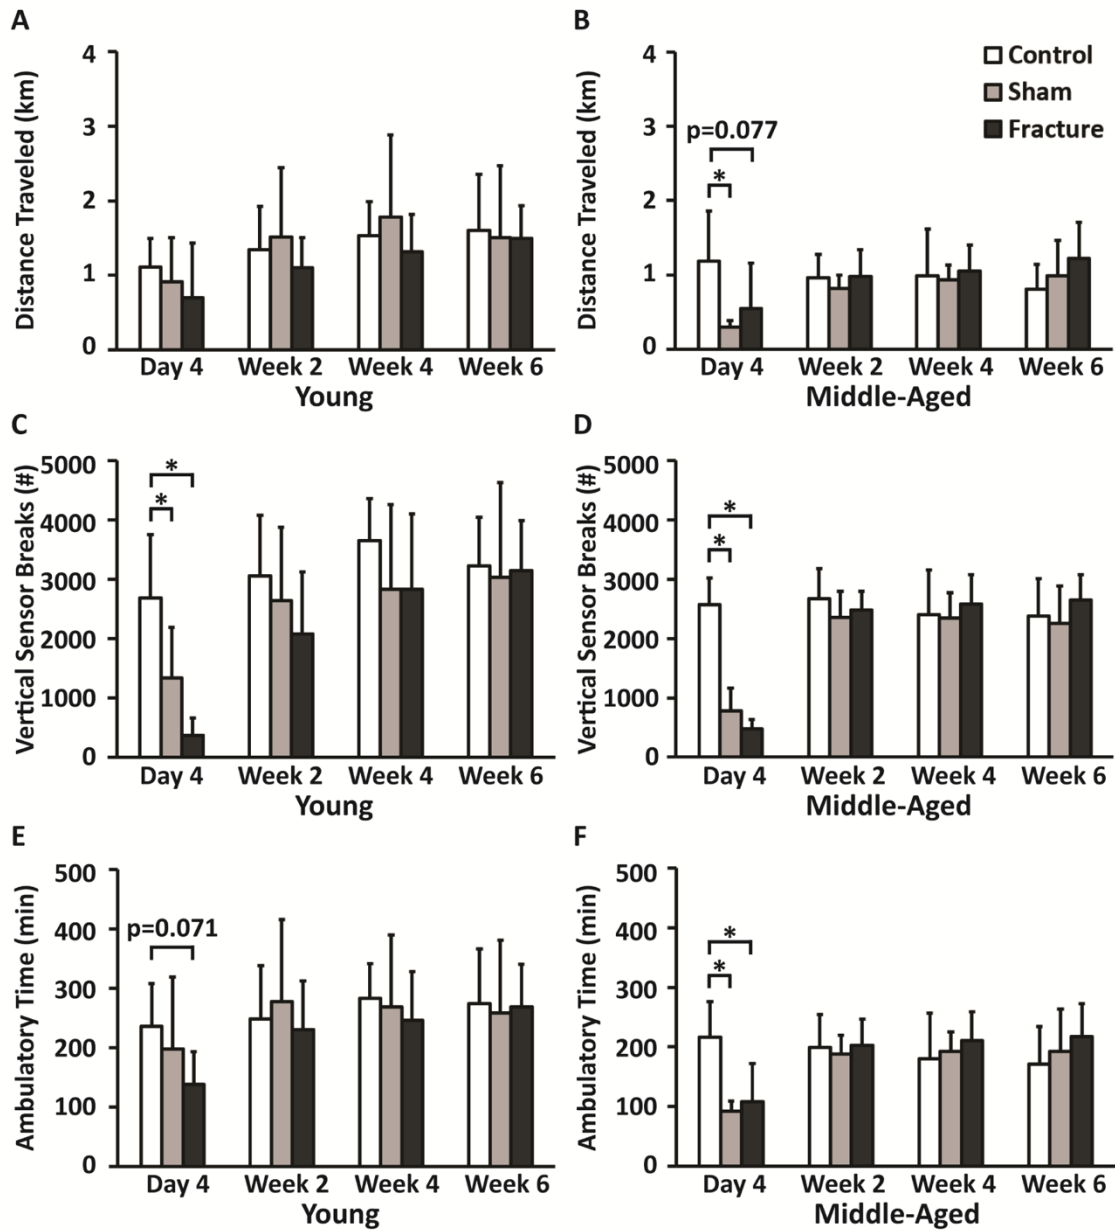 A
Distance Traveled (km)
4
3
2
1
0
Day 4 Week 2 Week 4 Week 6
Young
B
Distance Traveled (km)
4
3
2
1
0
p=0.077
*
Control
Sham
Fracture
Day 4 Week 2 Week 4 Week 6
Middle-Aged
C
Vertical Sensor Breaks (#)
5000
4000
3000
2000
1000
0
*
*
Day 4 Week 2 Week 4 Week 6
Young
D
Vertical Sensor Breaks (#)
5000
4000
3000
2000
1000
0
*
*
Day 4 Week 2 Week 4 Week 6
Middle-Aged
E
Ambulatory Time (min)
500
400
300
200
100
0
p=0.071
Day 4 Week 2 Week 4 Week 6
Young
F
Ambulatory Time (min)
500
400
300
200
100
0
*
*
Day 4 Week 2 Week 4 Week 6
Middle-Aged